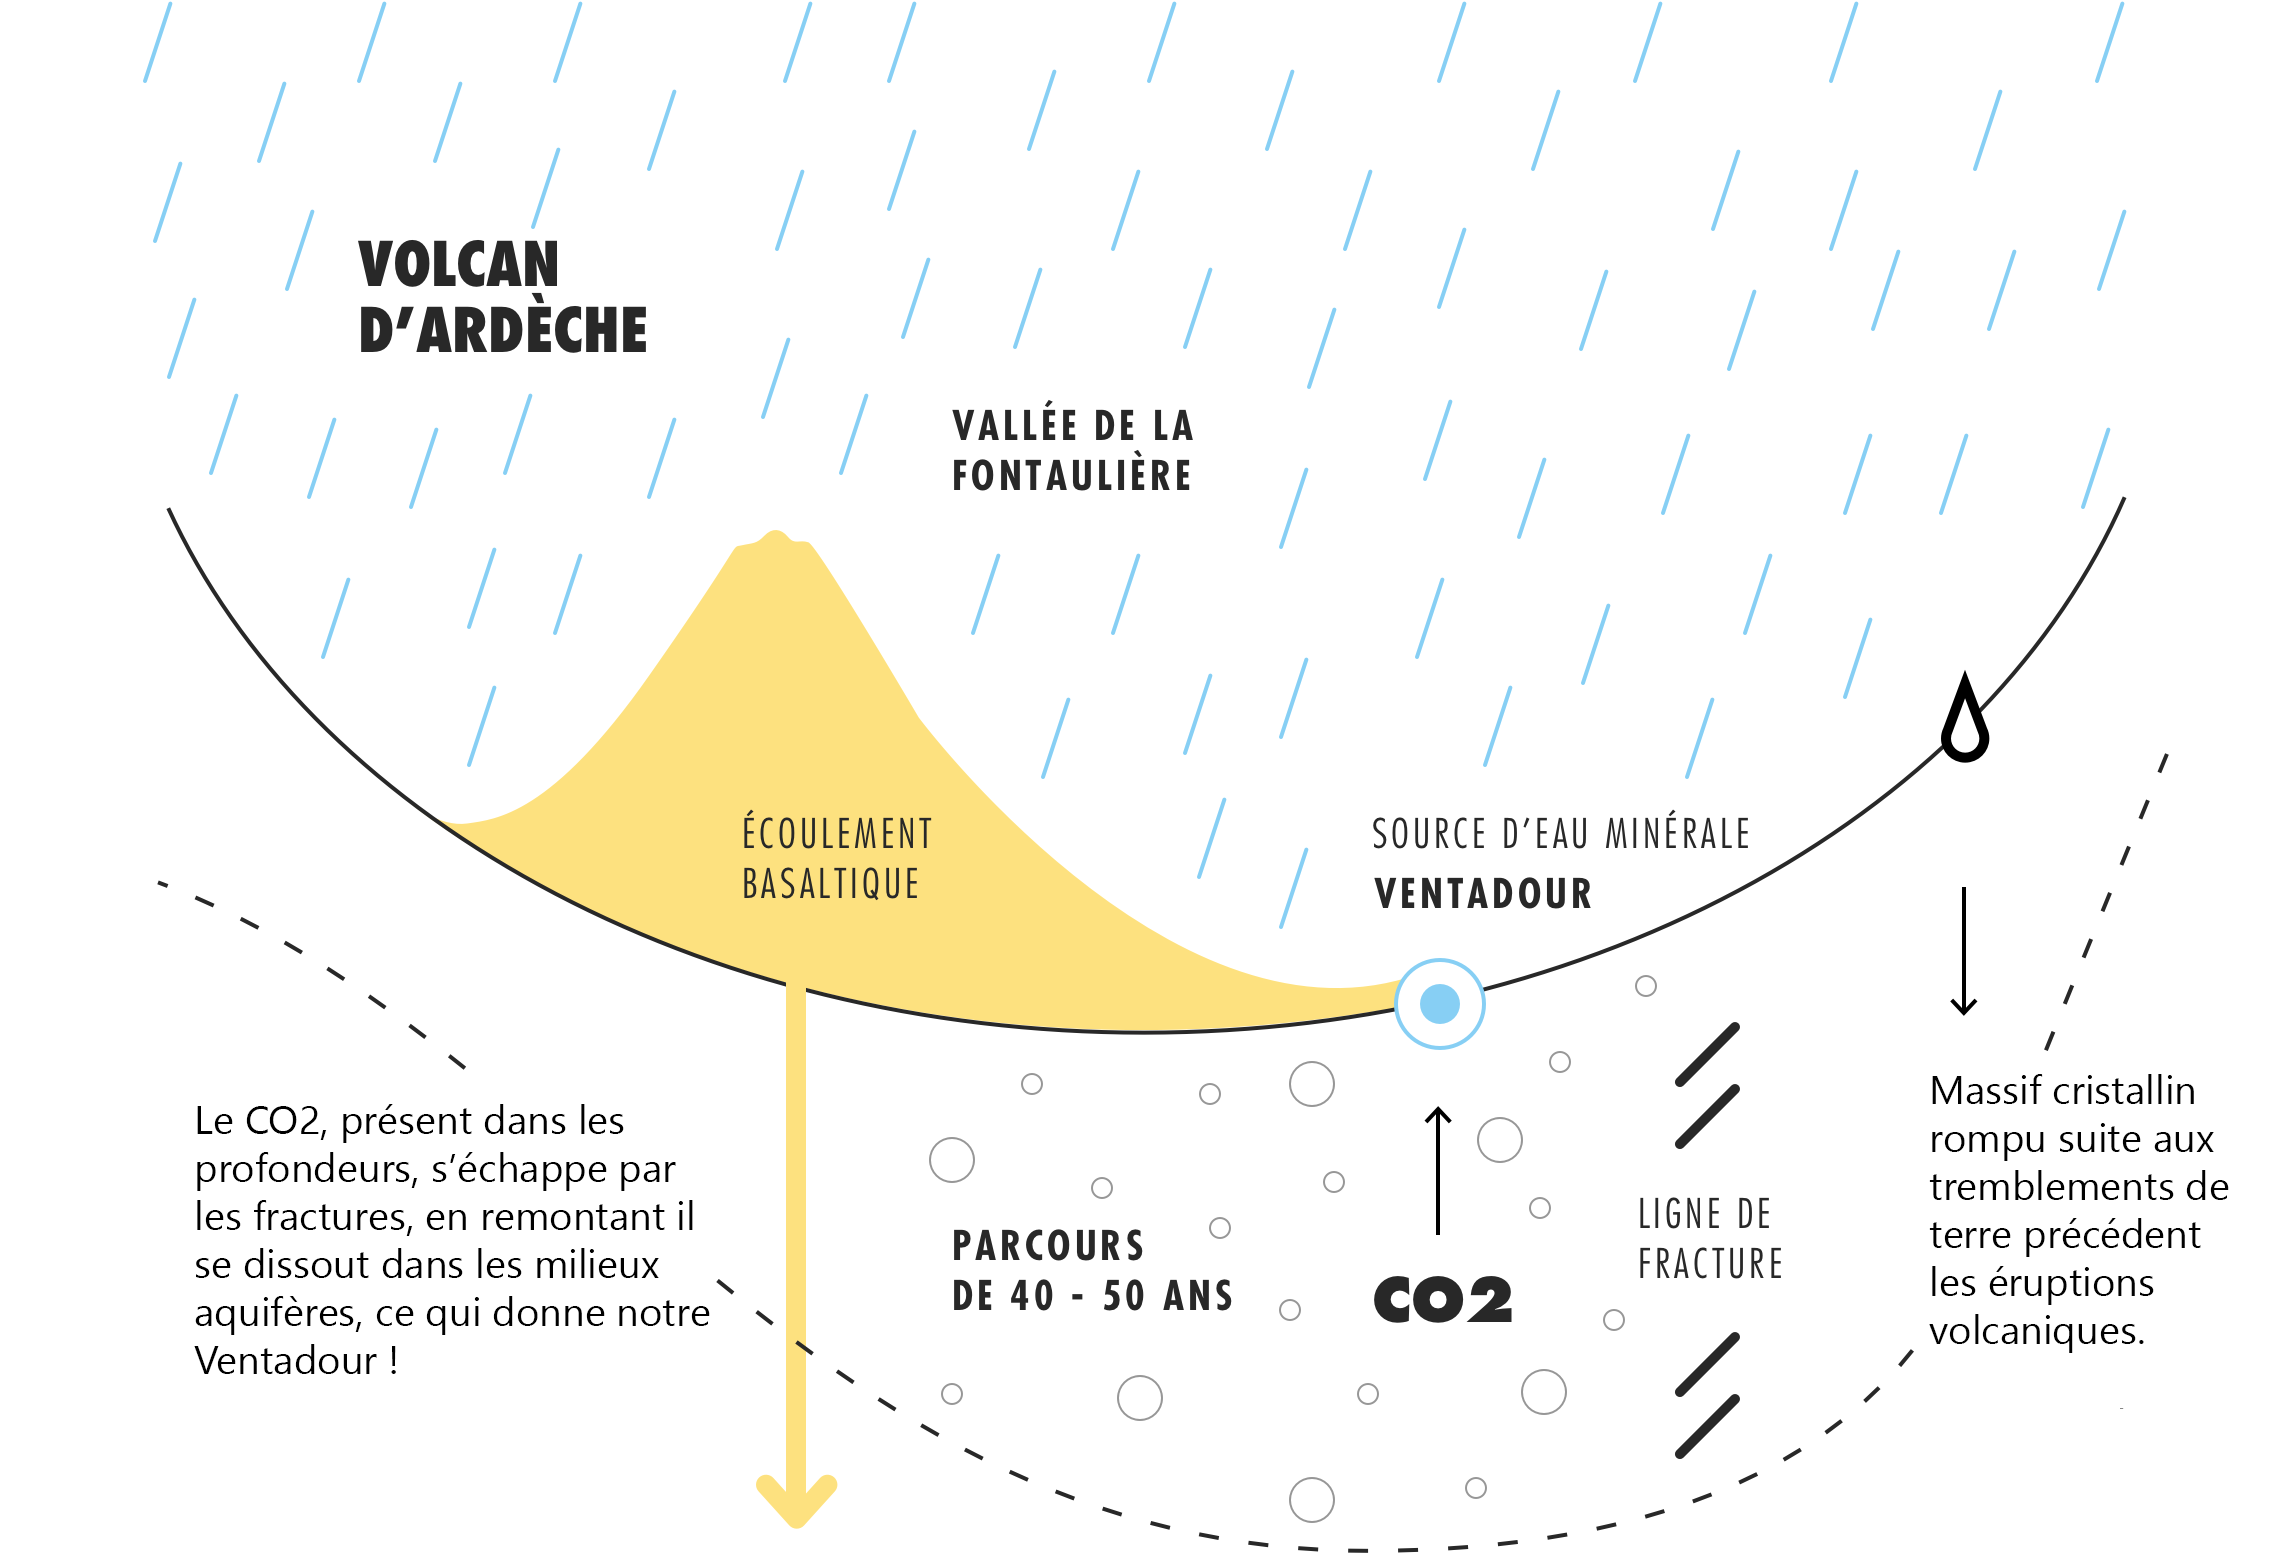 VOLCAN
D’ARDÈCHE
VALLÉE DE LA
FONTAULIÈRE
ÉCOULEMENT
BASALTIQUE
SOURCE D’EAU MINÉRALE
VENTADOUR
Le CO2, présent dans les
profondeurs, s’échappe par
les fractures, en remontant il
se dissout dans les milieux
aquifères, ce qui donne notre
Ventadour !
PARCOURS
DE 40 - 50 ANS
CO2
LIGNE DE
FRACTURE
Massif cristallin
rompu suite aux
tremblements de
terre précédent
les éruptions
volcaniques.